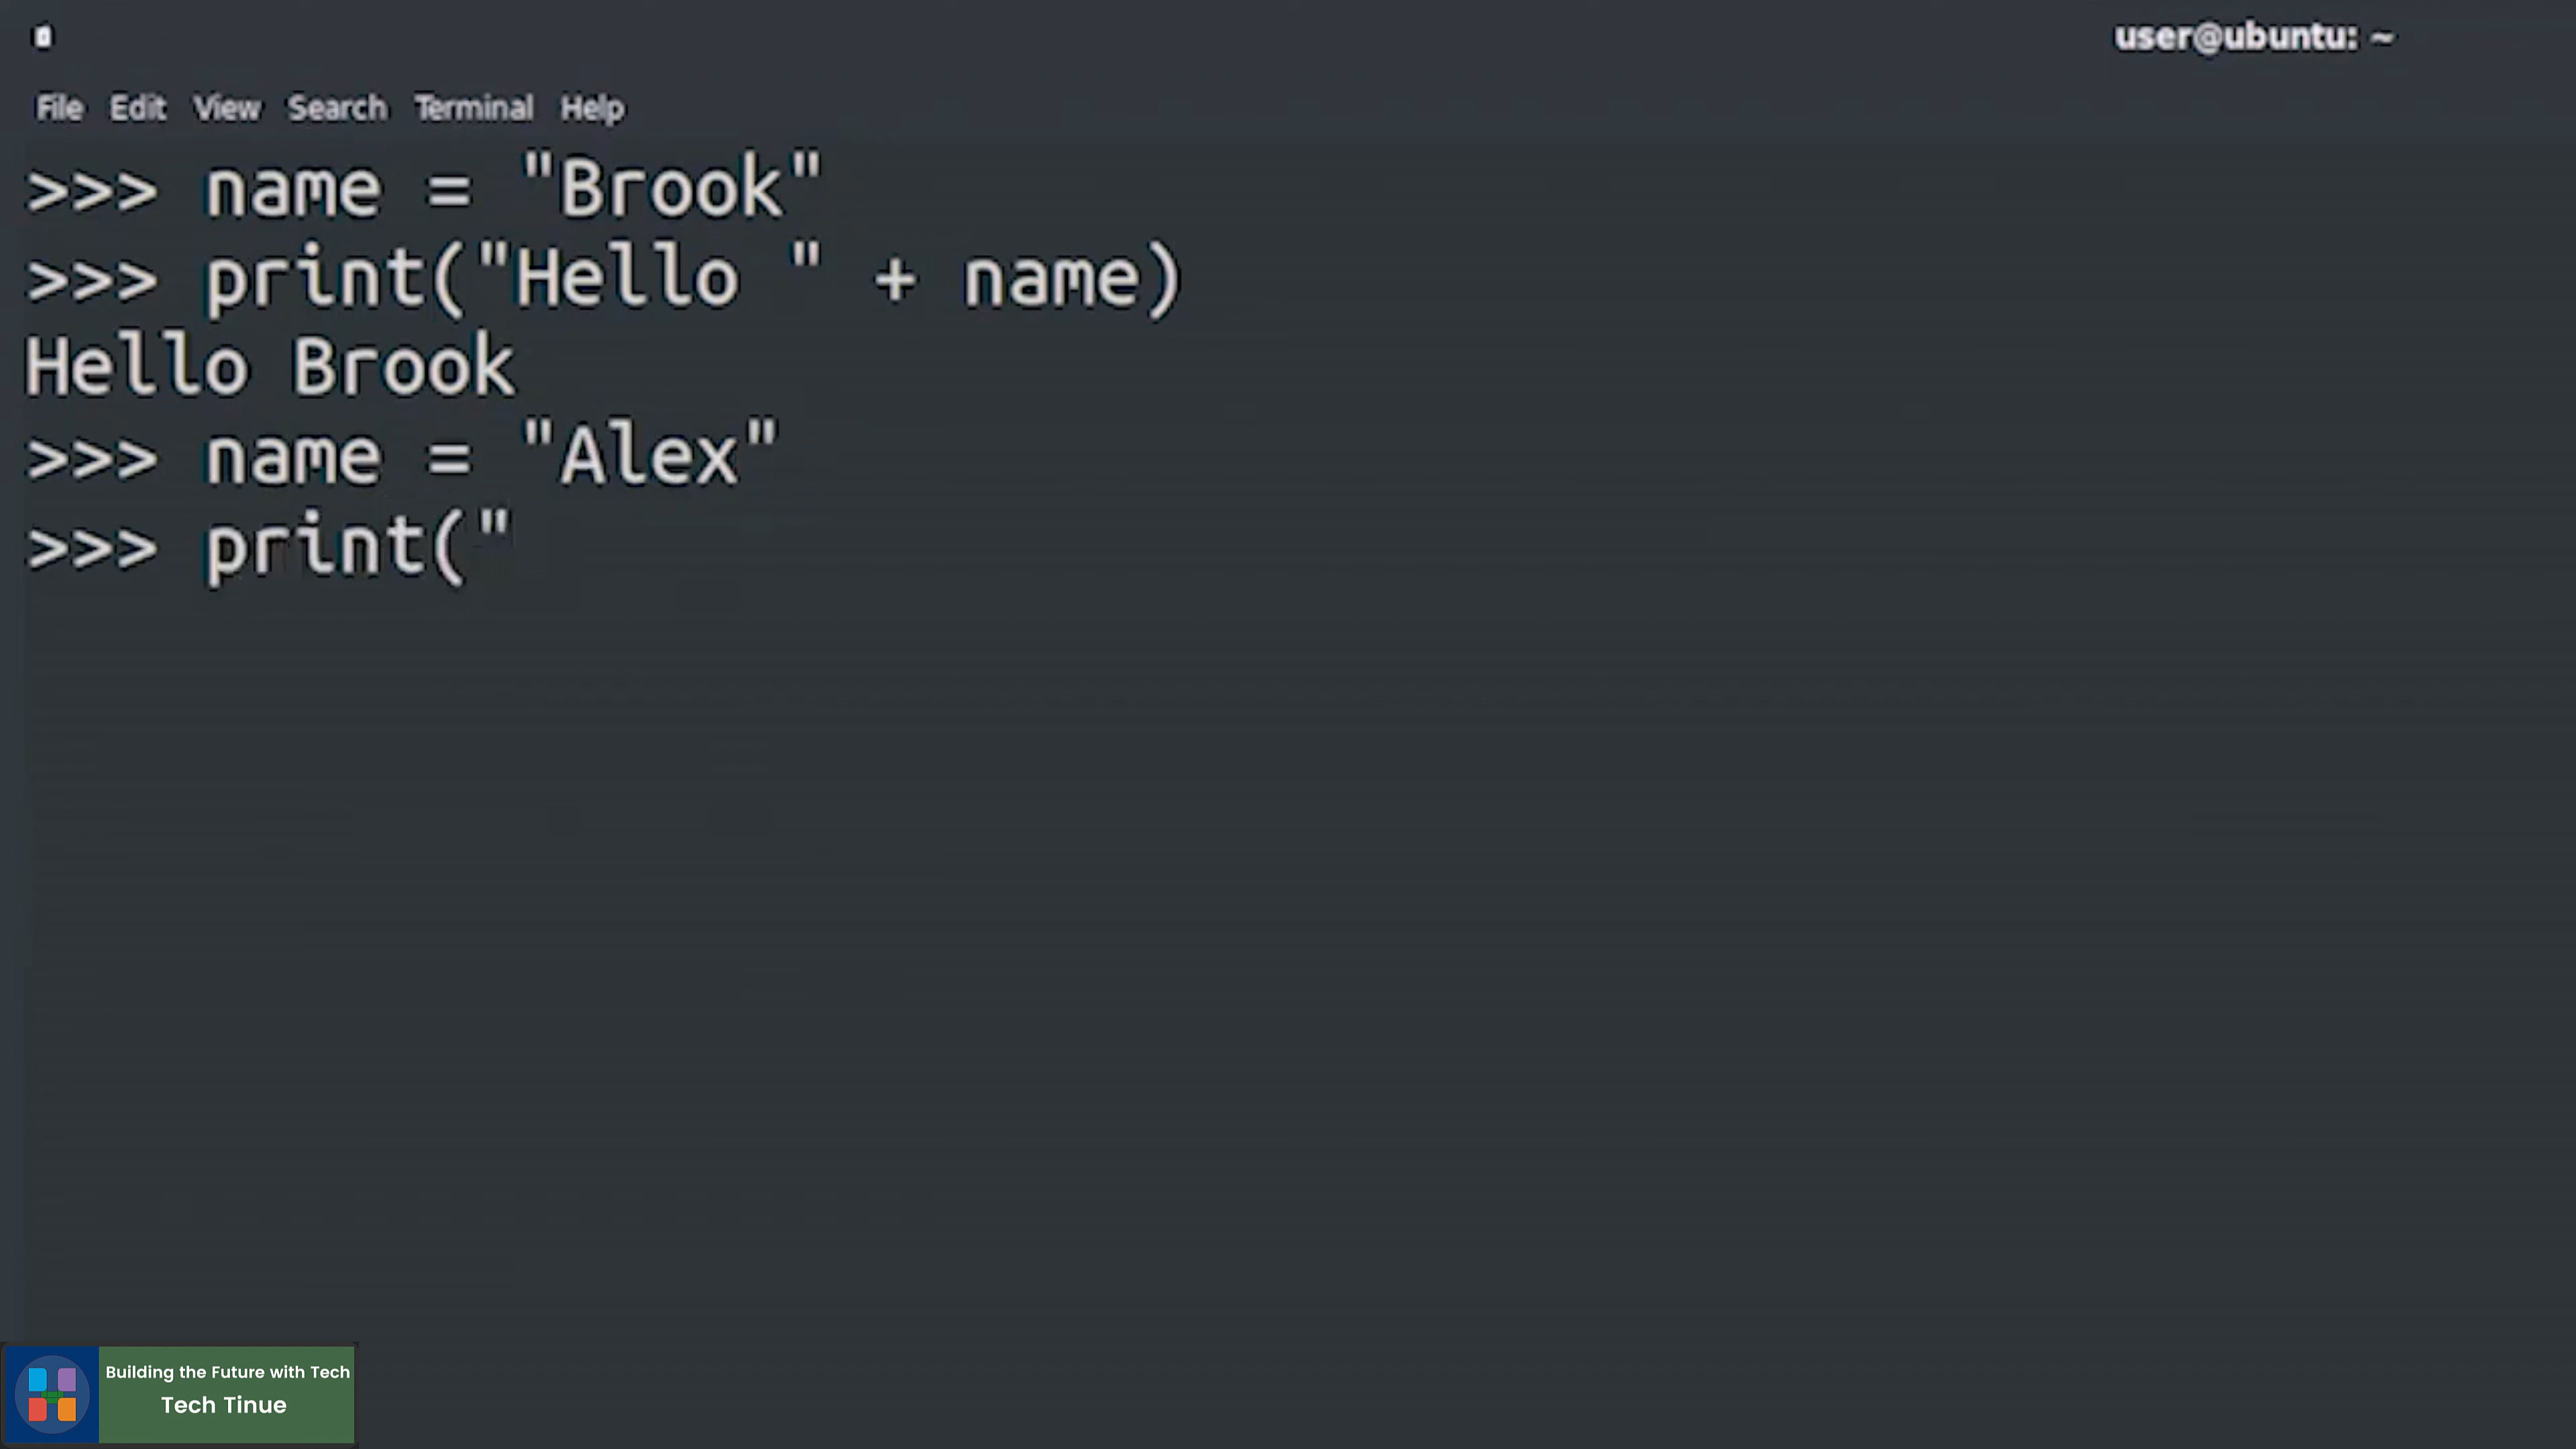 user@ubuntu: ~
File Edit View Search Terminal Help
>>> name = "Brook"
>>> print("Hello " + name)
Hello Brook
>>> name = "Alex"
>>> print("
Building the Future with Tech
Tech Tinue